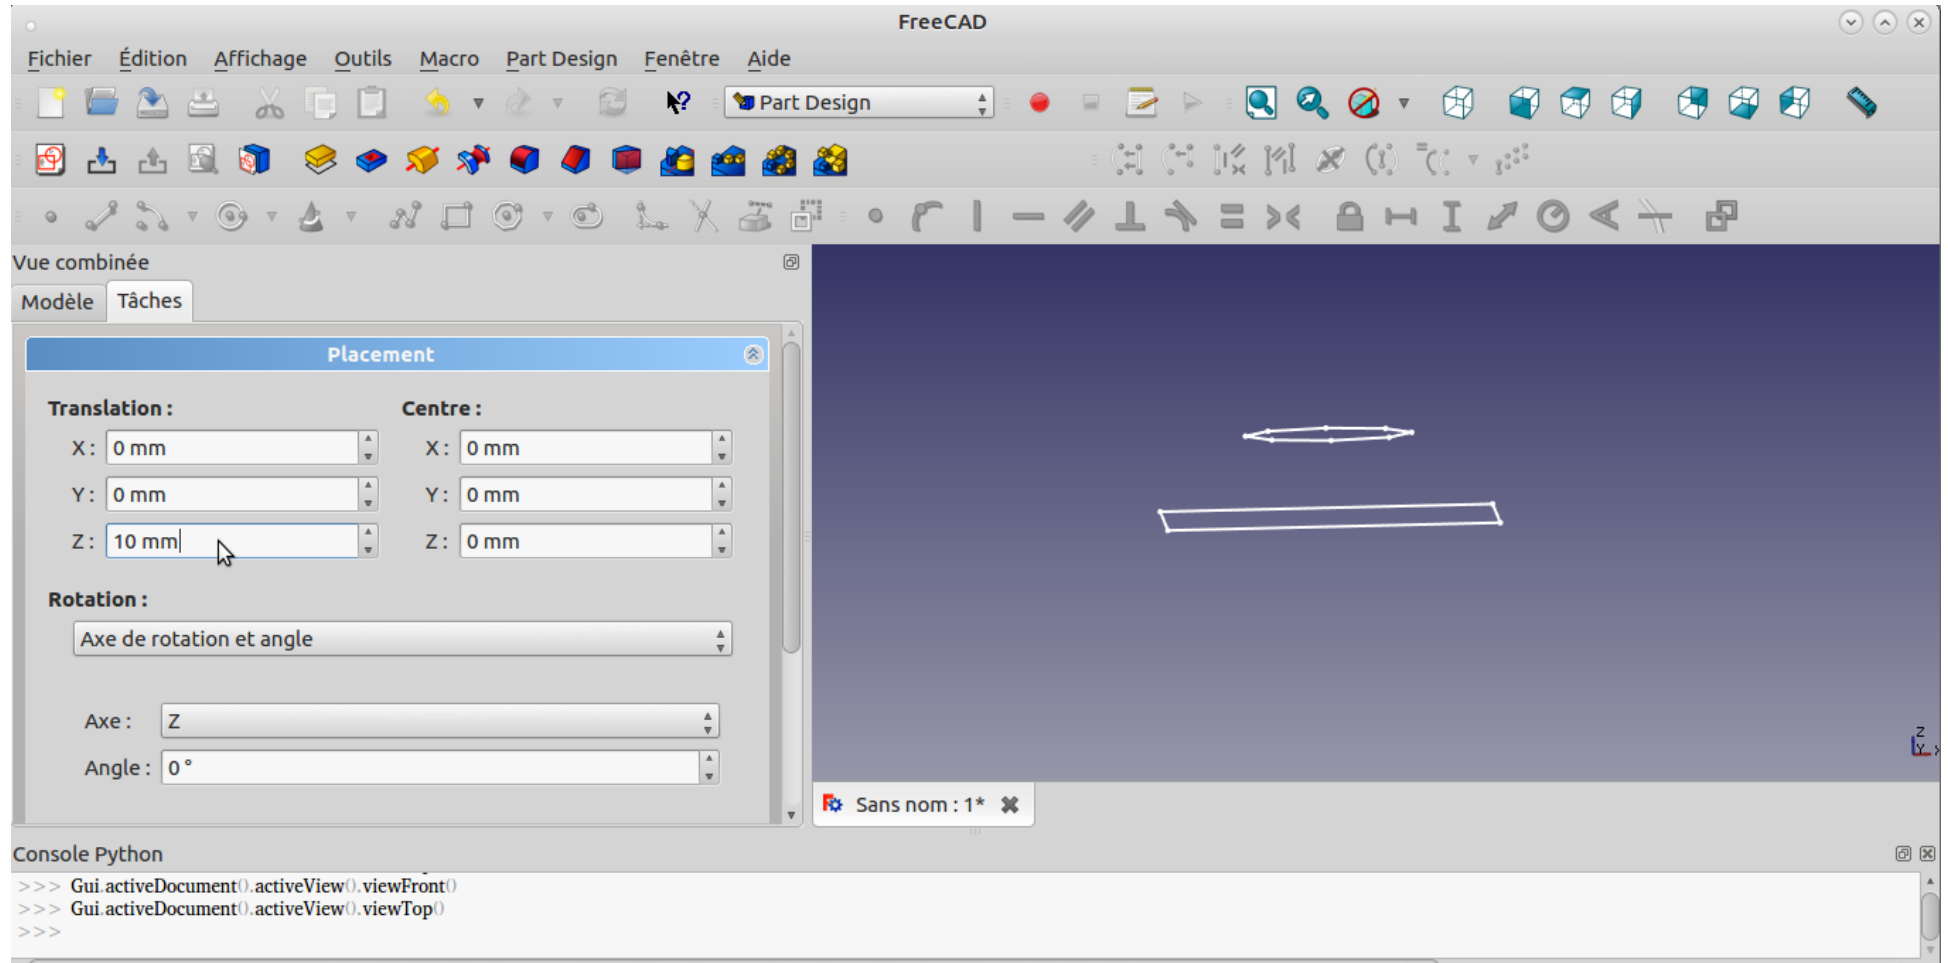 FreeCAD
Fichier Édition Affichage Outils Macro Part Design Fenêtre Aide
Part Design
Vue combinée
Modèle Tâches
Placement
Translation : Centre :
X : 0 mm X : 0 mm
Y : 0 mm Y : 0 mm
Z : 10 mm Z : 0 mm
Rotation :
Axe de rotation et angle
Axe : Z
Angle : 0 °
Z
Y
Sans nom : 1*
Console Python
>>> Gui.activeDocument().activeView().viewFront()
>>> Gui.activeDocument().activeView().viewTop()
>>>